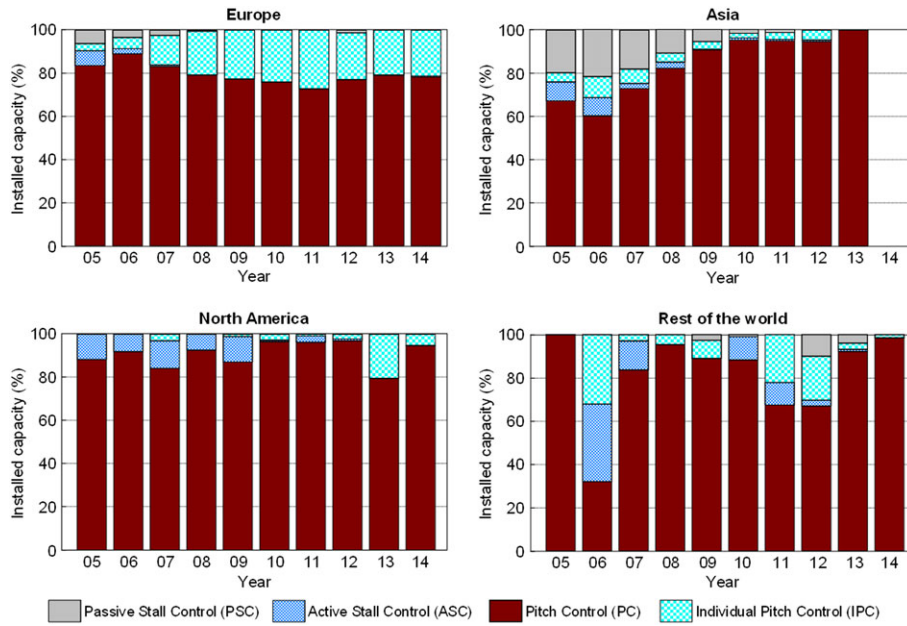 Europe
Installed capacity (%)
100
80
60
40
20
0
05 06 07 08 09 10 11 12 13 14
Year
Asia
Installed capacity (%)
100
80
60
40
20
0
05 06 07 08 09 10 11 12 13 14
Year
North America
Installed capacity (%)
100
80
60
40
20
0
05 06 07 08 09 10 11 12 13 14
Year
Rest of the world
Installed capacity (%)
100
80
60
40
20
0
05 06 07 08 09 10 11 12 13 14
Year
Passive Stall Control (PSC) Active Stall Control (ASC) Pitch Control (PC) Individual Pitch Control (IPC)